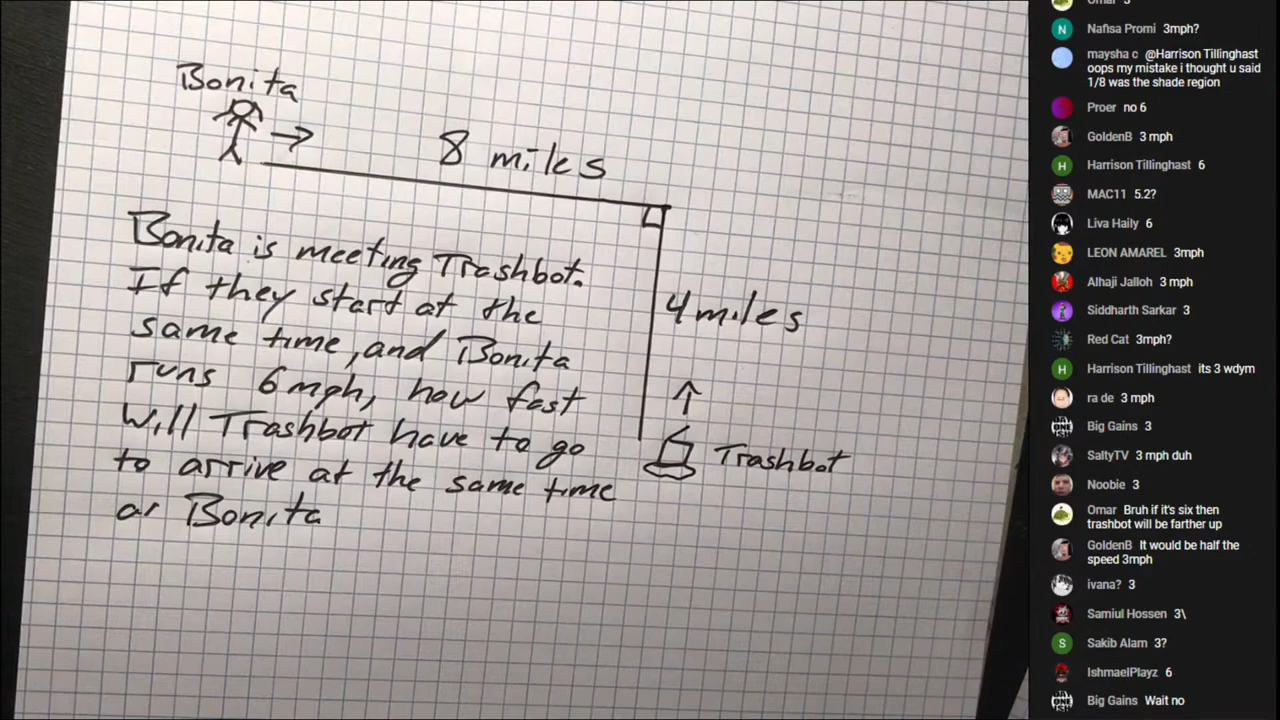 Bonita
8 miles
Bonita is meeting Trashbot.
If they start at the
same time, and Bonita
runs 6mph, how fast
will Trashbot have to go
to arrive at the same time
as Bonita
4 miles
Trashbot
Omar 3
Nafisa Promi 3mph?
maysha c @Harrison Tillinghast
oops my mistake i thought u said
1/8 was the shade region
Proer no 6
GoldenB 3 mph
Harrison Tillinghast 6
MAC11 5.2?
Liva Haily 6
LEON AMAREL 3mph
Alhaji Jalloh 3 mph
Siddharth Sarkar 3
Red Cat 3mph?
Harrison Tillinghast its 3 wdym
ra de 3 mph
Big Gains 3
SaltyTV 3 mph duh
Noobie 3
Omar Bruh if it's six then
trashbot will be farther up
GoldenB It would be half the
speed 3mph
ivana? 3
Samiul Hossen 3\
Sakib Alam 3?
IshmaelPlayz 6
Big Gains Wait no